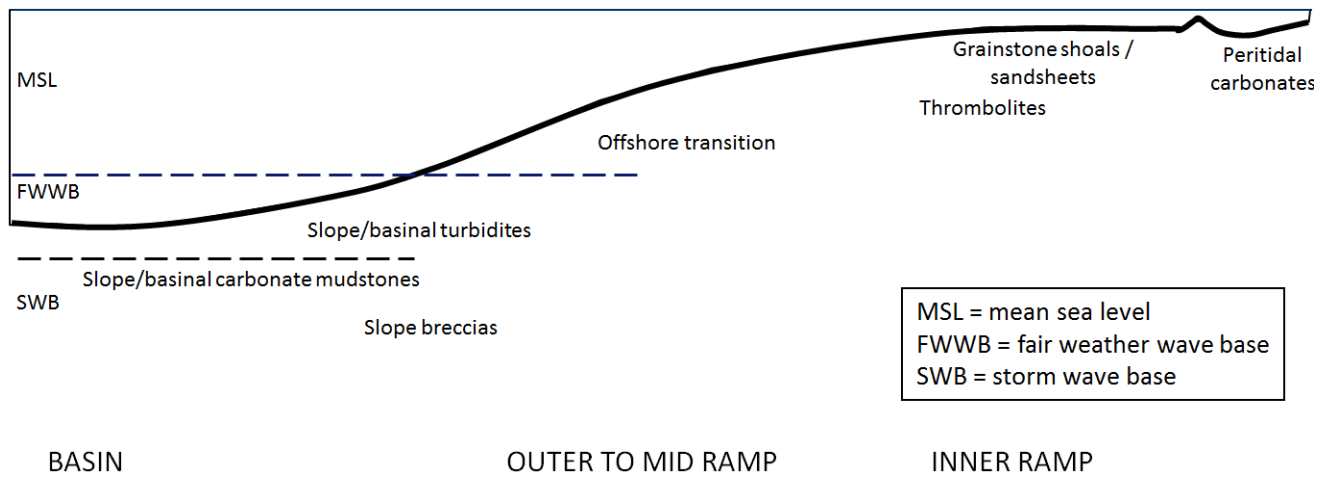 Grainstone shoals /
sandsheets
Peritidal
carbonates
MSL
Thrombolites
Offshore transition
FWWB
Slope/basinal turbidites
Slope/basinal carbonate mudstones
SWB
Slope breccias
MSL = mean sea level
FWWB = fair weather wave base
SWB = storm wave base
BASIN
OUTER TO MID RAMP
INNER RAMP